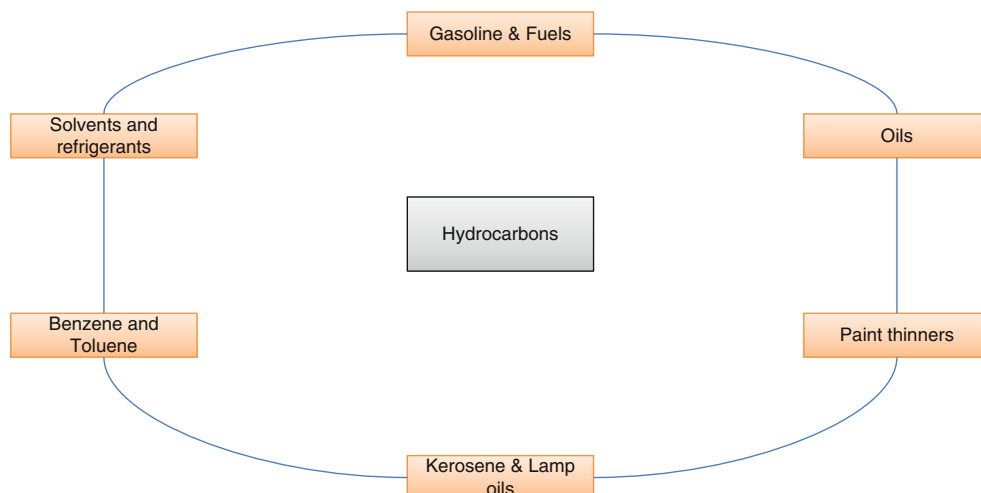 Gasoline & Fuels
Solvents and
refrigerants
Oils
Hydrocarbons
Benzene and
Toluene
Paint thinners
Kerosene & Lamp
oils